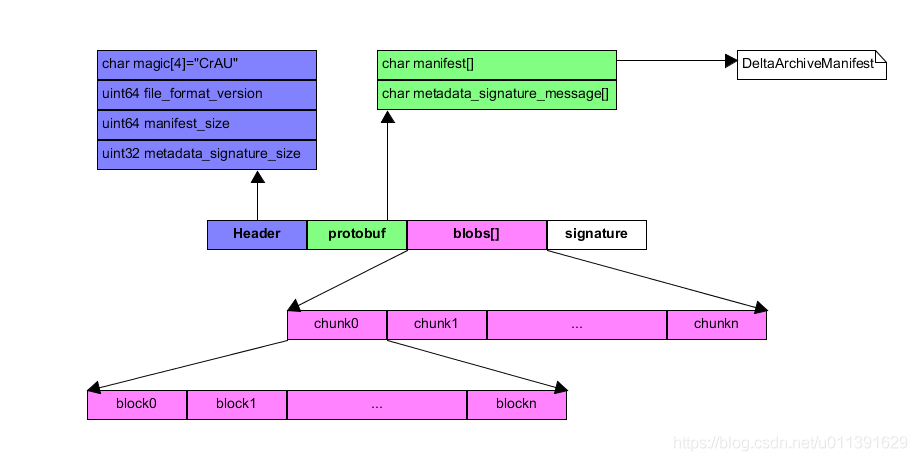 char magic[4]="CrAU"
uint64 file_format_version
uint64 manifest_size
uint32 metadata_signature_size
char manifest[]
char metadata_signature_message[]
DeltaArchiveManifest
Header protobuf blobs[] signature
chunk0 chunk1 ... chunkn
block0 block1 ... blockn
https://blog.csdn.net/u011391629